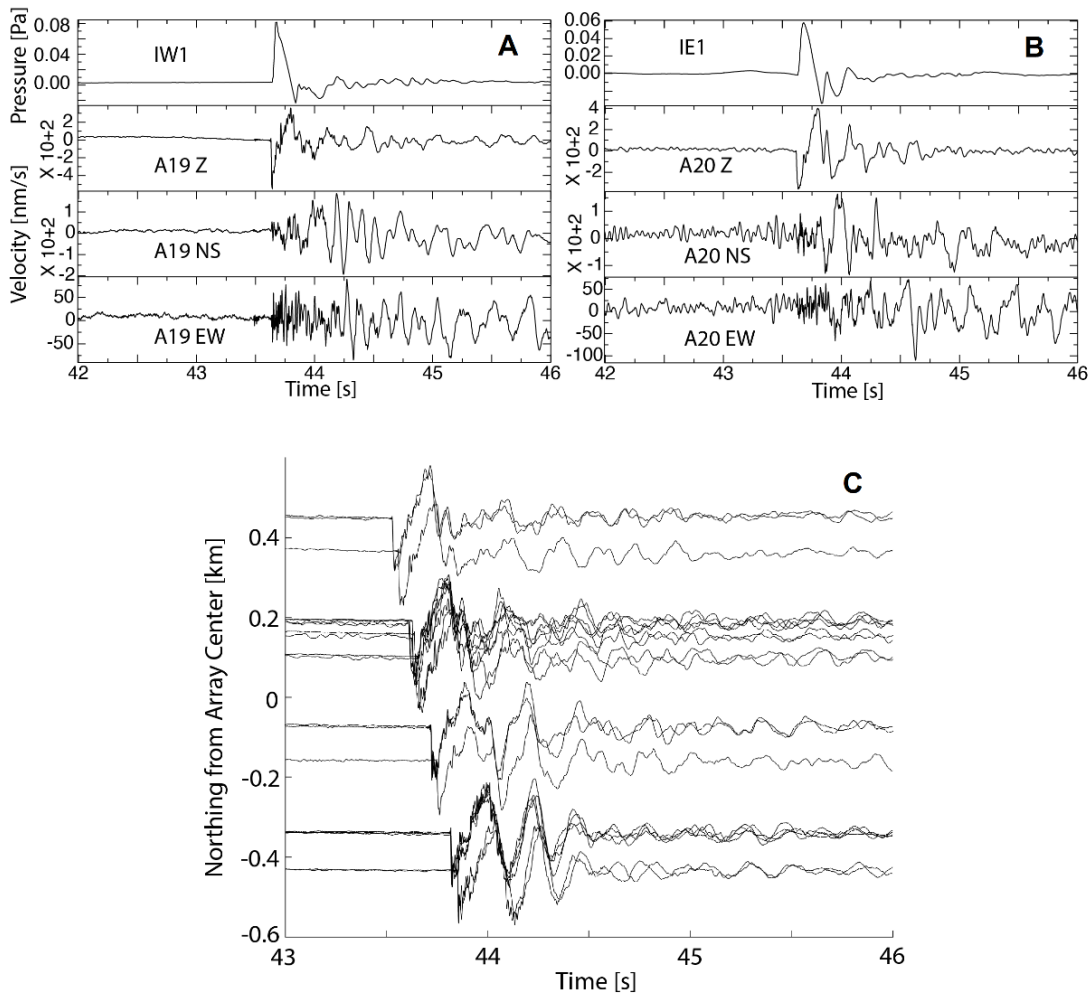 A
IW1
Pressure [Pa]
0.08
0.04
0.00
A19 Z
X 10+2
2
0
-2
-4
A19 NS
X 10+2
1
0
-1
-2
A19 EW
50
0
-50
Velocity [nm/s]
42 43 44 45 46
Time [s]
B
IE1
0.06
0.04
0.02
0.00
A20 Z
X 10+2
4
2
0
-2
A20 NS
X 10+2
1
0
-1
A20 EW
50
0
-50
-100
42 43 44 45 46
Time [s]
C
Northing from Array Center [km]
0.4
0.2
0
-0.2
-0.4
-0.6
43 44 45 46
Time [s]